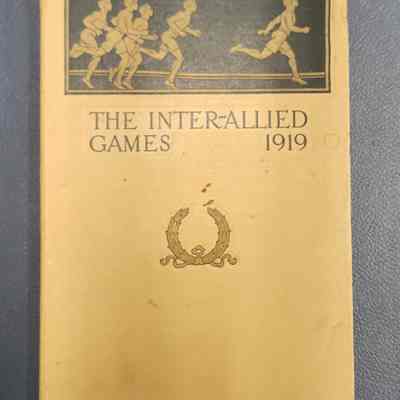 THE INTER-ALLIED
GAMES 1919